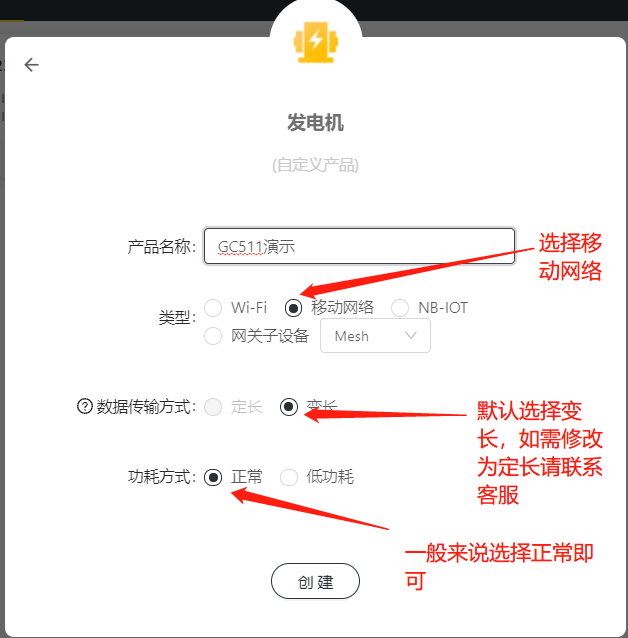 发电机
(自定义产品)
产品名称: GC511演示
选择移
动网络
类型: Wi-Fi 移动网络 NB-IOT
网关子设备 Mesh
数据传输方式: 定长 变长
默认选择变
长，如需修改
为定长请联系
客服
功耗方式: 正常 低功耗
一般来说选择正常即
可
创 建